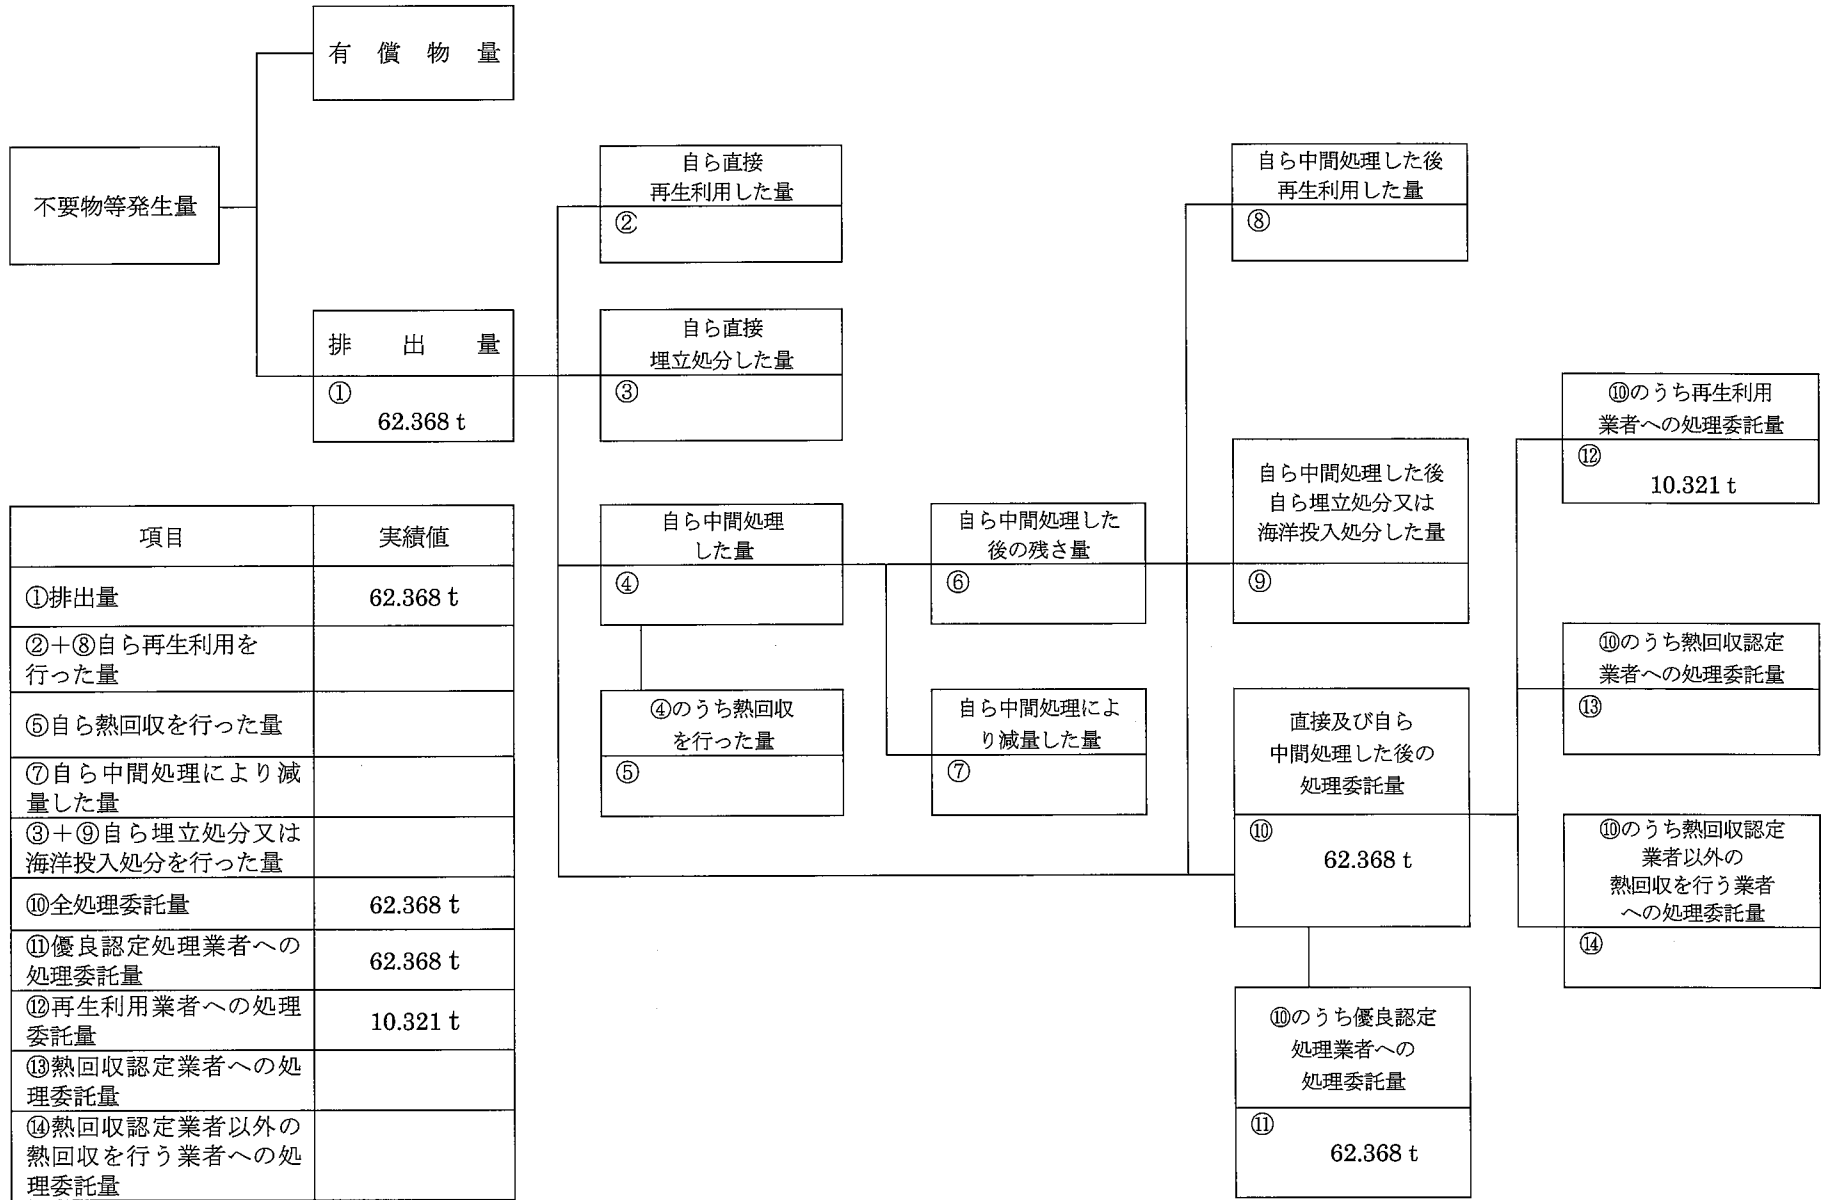 有償物量
不要物等発生量
排出量
①
62.368 t
自ら直接
再生利用した量
②
自ら直接
埋立処分した量
③
自ら中間処理
した量
④
④のうち熱回収
を行った量
⑤
自ら中間処理した
後の残さ量
⑥
自ら中間処理によ
り減量した量
⑦
自ら中間処理した後
再生利用した量
⑧
自ら中間処理した後
自ら埋立処分又は
海洋投入処分した量
⑨
直接及び自ら
中間処理した後の
処理委託量
⑩
62.368 t
⑩のうち優良認定
処理業者への
処理委託量
⑪
62.368 t
⑩のうち再生利用
業者への処理委託量
⑫
10.321 t
⑩のうち熱回収認定
業者への処理委託量
⑬
⑩のうち熱回収認定
業者以外の
熱回収を行う業者
への処理委託量
⑭
項目 実績値
①排出量 62.368 t
②＋⑧自ら再生利用を
行った量
⑤自ら熱回収を行った量
⑦自ら中間処理により減
量した量
③＋⑨自ら埋立処分又は
海洋投入処分を行った量
⑩全処理委託量 62.368 t
⑪優良認定処理業者への
処理委託量 62.368 t
⑫再生利用業者への処理
委託量 10.321 t
⑬熱回収認定業者への処
理委託量
⑭熱回収認定業者以外の
熱回収を行う業者への処
理委託量